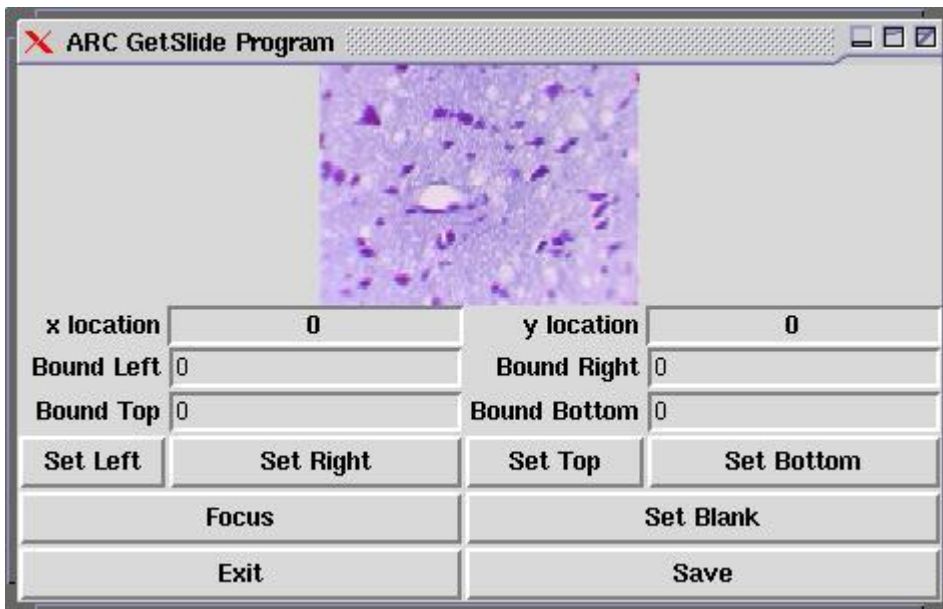 ARC GetSlide Program
x location 0 y location 0
Bound Left 0 Bound Right 0
Bound Top 0 Bound Bottom 0
Set Left Set Right Set Top Set Bottom
Focus Set Blank
Exit Save